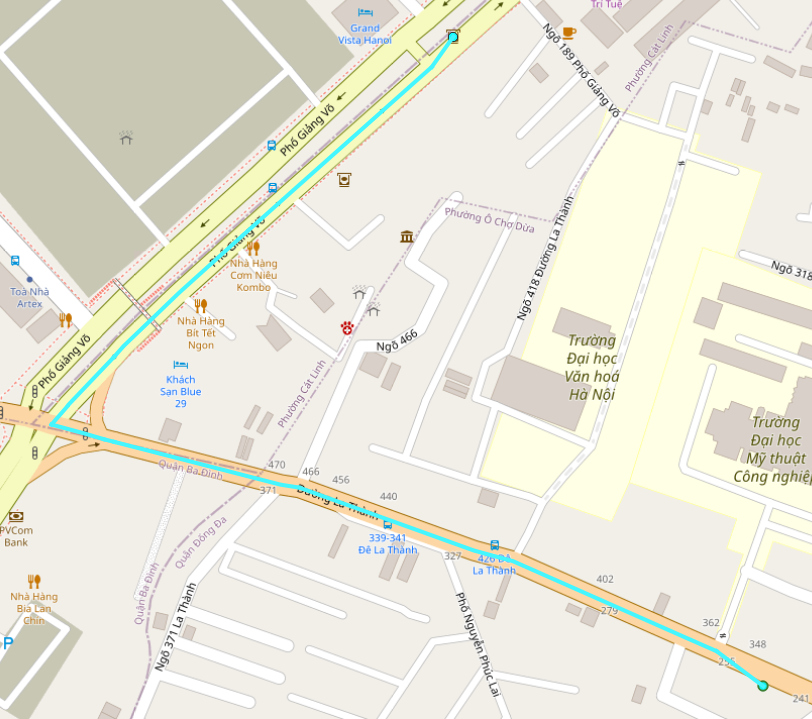 Grand
Vista Hanoi
Trí Tuệ
Ngõ 189 Phố Giảng Võ
Phường Cát Linh
Phố Giảng Võ
Phường Ô Chợ Dừa
Phố Giảng Võ
Nhà Hàng
Cơm Niêu
Kombo
Ngõ 418 Đường La Thành
Ngõ 318
Toà Nhà
Artex
Nhà Hàng
Bít Tết
Ngon
Ngõ 466
Trường
Đại học
Văn hoá
Hà Nội
Phố Giảng Võ
Khách
Sạn Blue
29
Phường Cát Linh
Trường
Đại học
Mỹ thuật
Công nghiệp
Quận Ba Đình
470
466
456
440
371
Đường La Thành
PVCom
Bank
Quận Đống Đa
339-341
Đê La Thành
327
426 Đê
La Thành
Quận Ba Đình
402
279
Nhà Hàng
Bia Lan
Chín
P
Ngõ 371 La Thành
Phố Nguyễn Phúc Lai
362
348
295
241